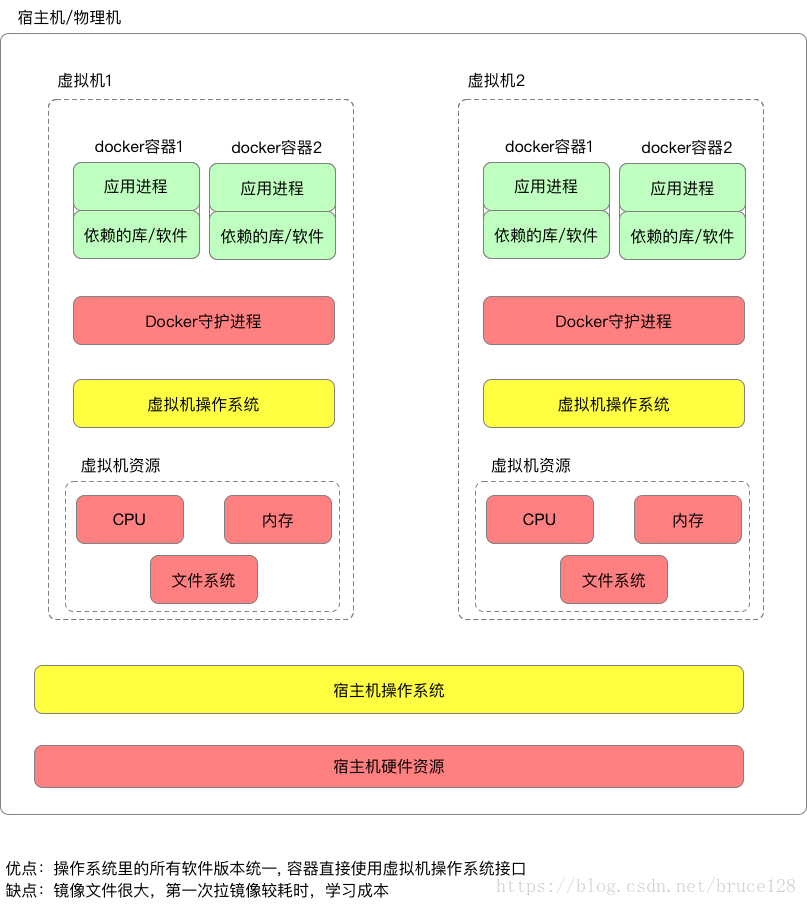 宿主机/物理机
虚拟机1
虚拟机2
docker容器1
docker容器2
docker容器1
docker容器2
应用进程
应用进程
应用进程
应用进程
依赖的库/软件
依赖的库/软件
依赖的库/软件
依赖的库/软件
Docker守护进程
Docker守护进程
虚拟机操作系统
虚拟机操作系统
虚拟机资源
虚拟机资源
CPU
内存
CPU
内存
文件系统
文件系统
宿主机操作系统
宿主机硬件资源
优点：操作系统里的所有软件版本统一, 容器直接使用虚拟机操作系统接口
缺点：镜像文件很大，第一次拉镜像较耗时，学习成本
https://blog.csdn.net/bruce128